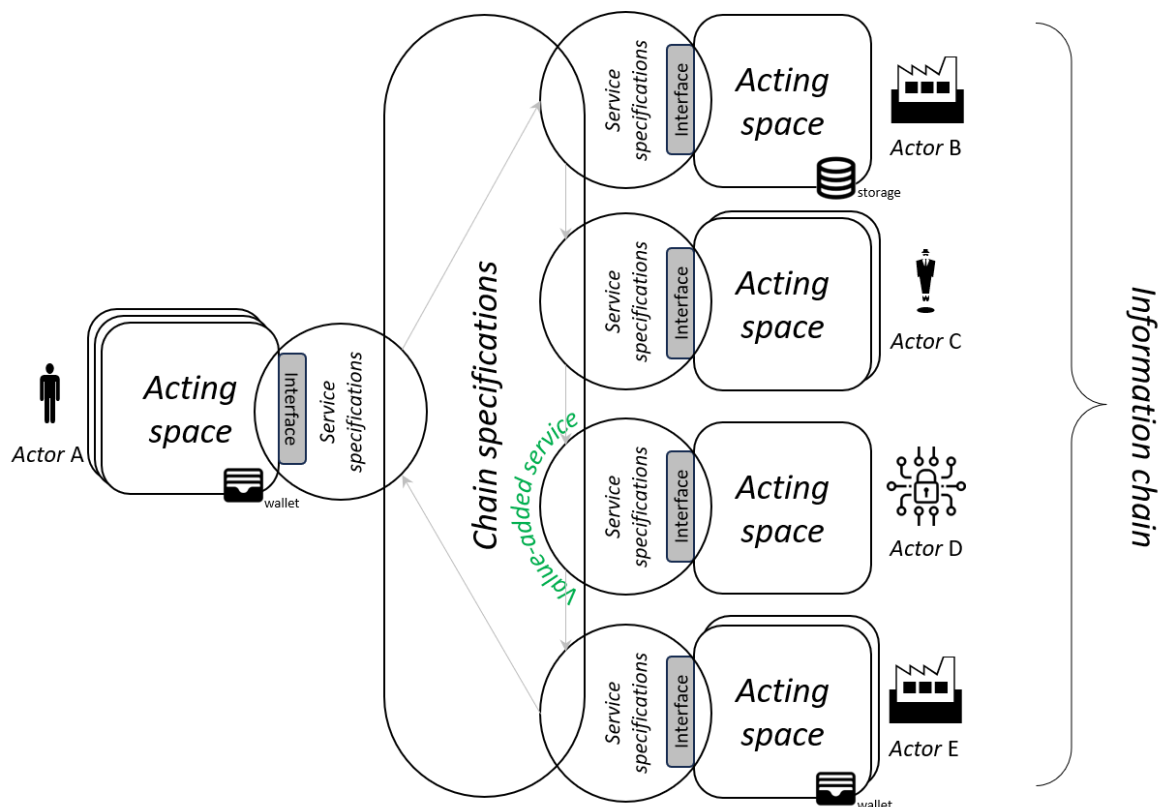 Actor A
Acting
space
wallet
Interface
Service
specifications
Chain specifications
Value-added service
Service
specifications
Interface
Acting
space
storage
Actor B
Service
specifications
Interface
Acting
space
Actor C
Service
specifications
Interface
Acting
space
Actor D
Service
specifications
Interface
Acting
space
wallet
Actor E
Information chain